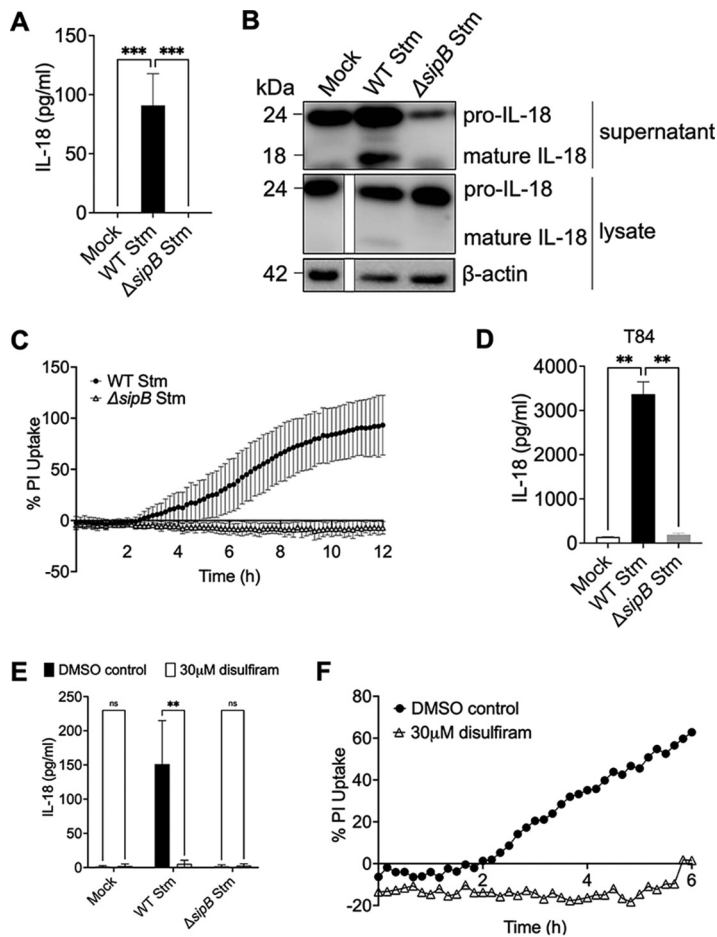 A
IL-18 (pg/ml)
150
100
50
0
*** ***
Mock
WT Stm
ΔsipB Stm
B
kDa
Mock
WT Stm
ΔsipB Stm
24
pro-IL-18
18
mature IL-18
supernatant
24
pro-IL-18
mature IL-18
lysate
42
β-actin
C
% PI Uptake
150
100
50
0
-50
WT Stm
ΔsipB Stm
2 4 6 8 10 12
Time (h)
D
T84
IL-18 (pg/ml)
4000
3000
2000
1000
0
** **
Mock
WT Stm
ΔsipB Stm
E
DMSO control 30μM disulfiram
IL-18 (pg/ml)
250
200
150
100
50
0
ns ** ns
Mock
WT Stm
ΔsipB Stm
F
% PI Uptake
80
60
40
20
0
-20
DMSO control
30μM disulfiram
2 4 6
Time (h)